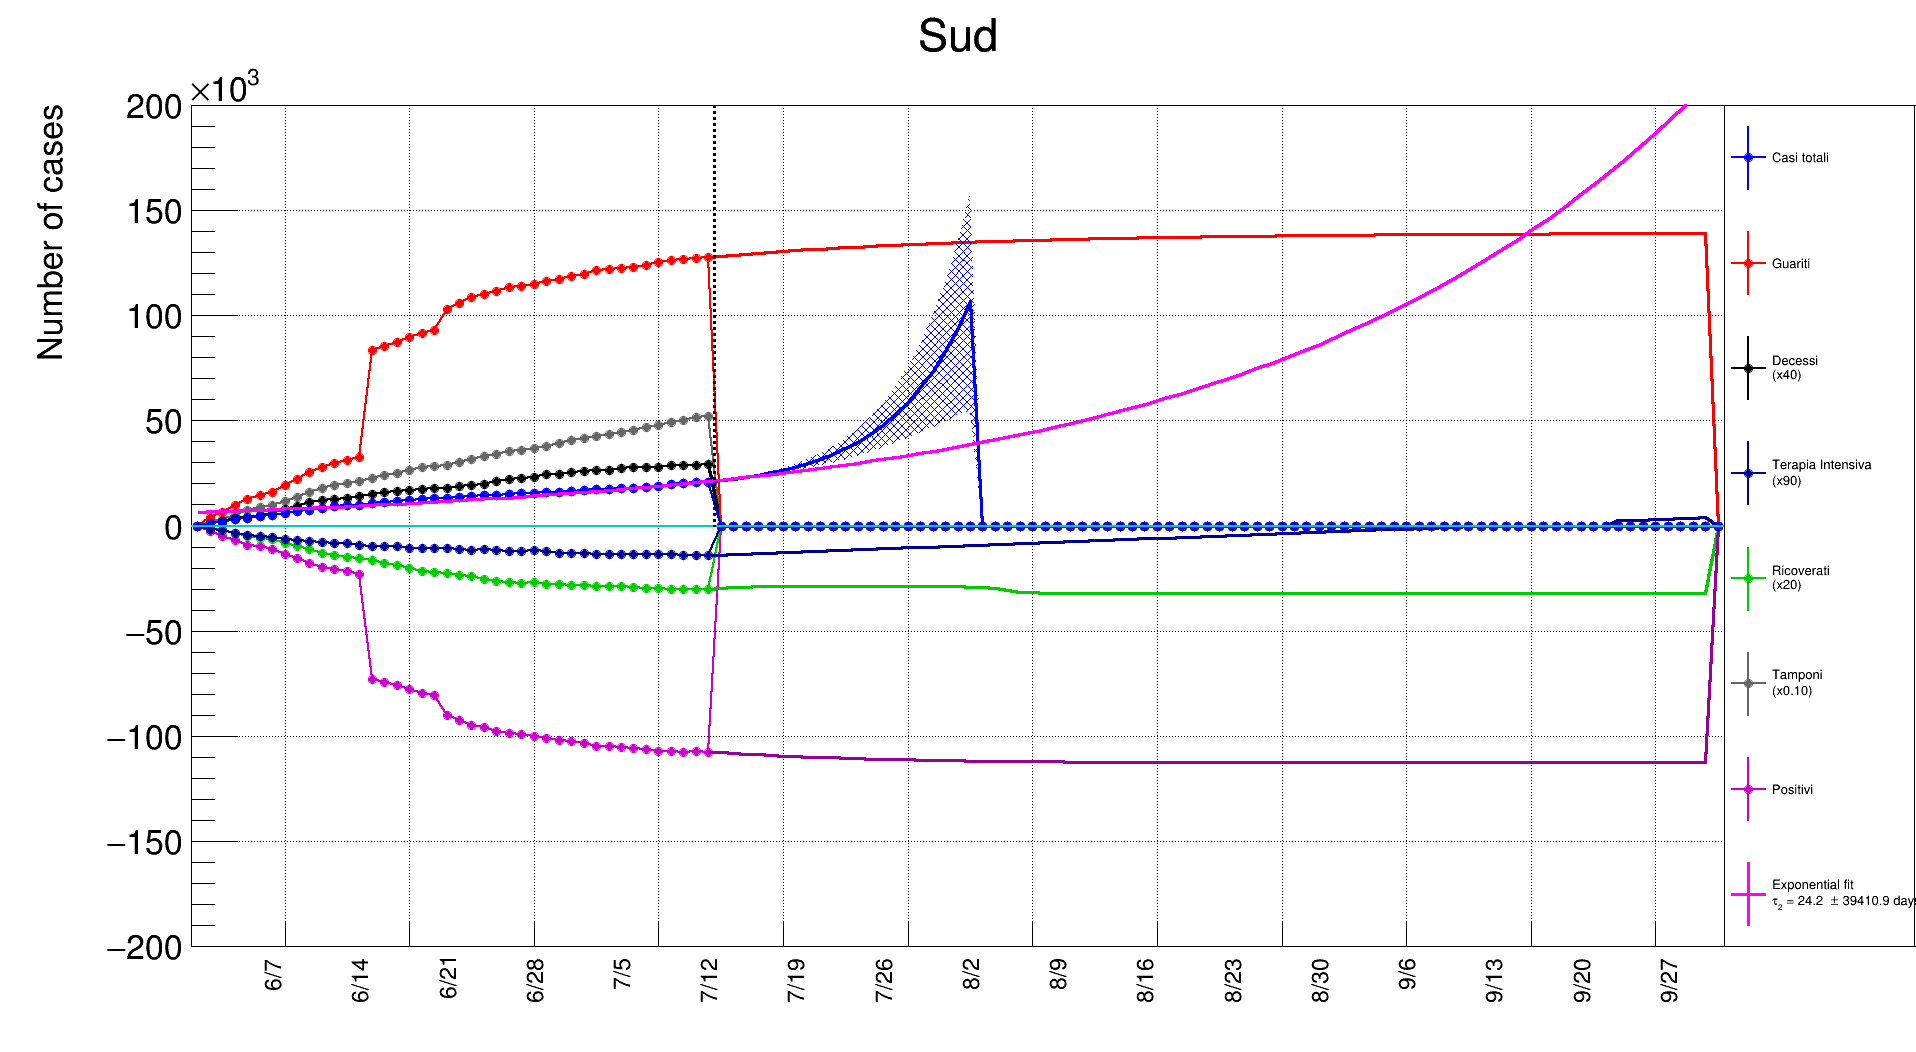 Sud
×10³
Number of cases
200
150
100
50
0
−50
−100
−150
−200
6/7
6/14
6/21
6/28
7/5
7/12
7/19
7/26
8/2
8/9
8/16
8/23
8/30
9/6
9/13
9/20
9/27
Casi totali
Guariti
Decessi
(x40)
Terapia Intensiva
(x90)
Ricoverati
(x20)
Tamponi
(x0.10)
Positivi
Exponential fit
τ₂ = 24.2 ± 39410.9 days